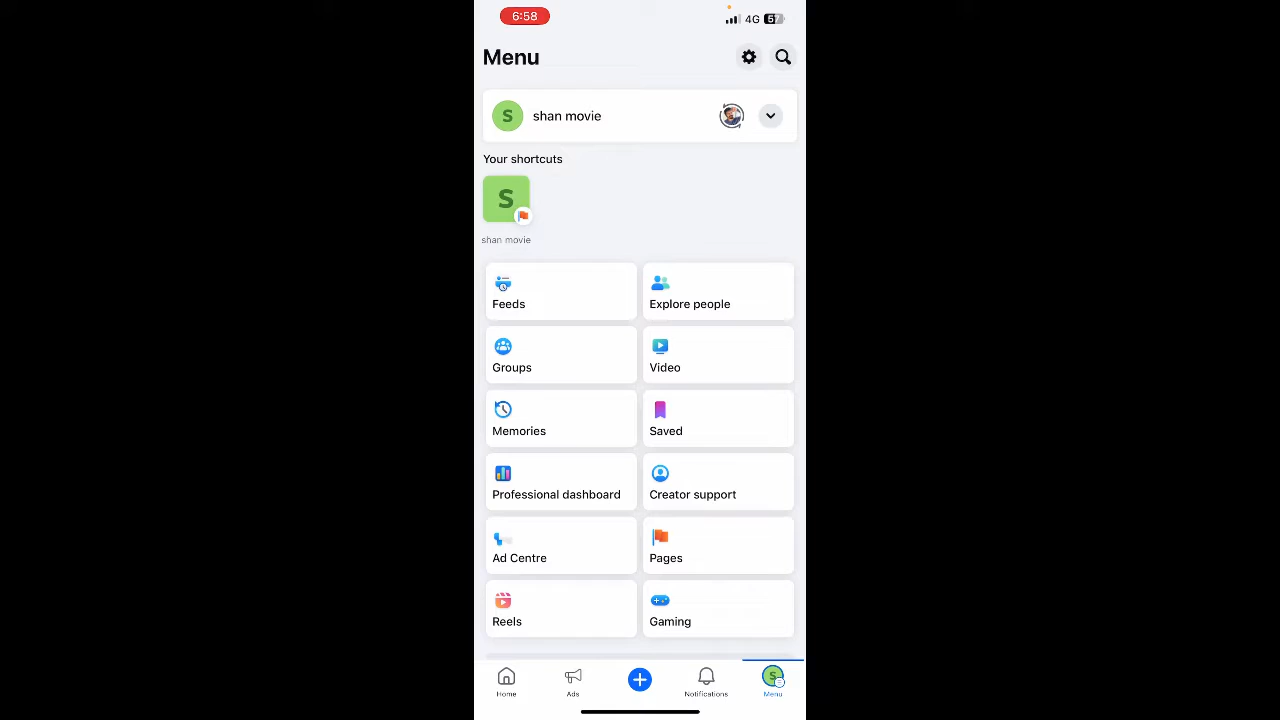 6:58
4G 57
Menu
S shan movie
Your shortcuts
S
shan movie
Feeds
Explore people
Groups
Video
Memories
Saved
Professional dashboard
Creator support
Ad Centre
Pages
Reels
Gaming
S
Home Ads Notifications Menu